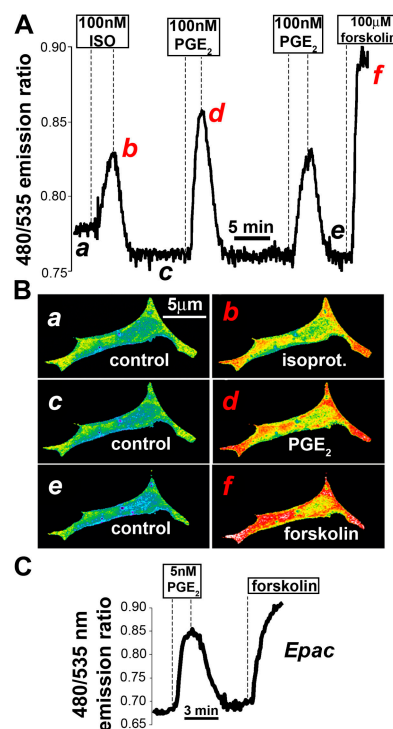 A
100nM
ISO
100nM
PGE₂
100nM
PGE₂
100μM
forskolin
480/535 emission ratio
0.90
0.85
0.80
0.75
a
b
c
d
e
f
5 min
B
a
5μm
control
b
isoprot.
c
control
d
PGE₂
e
control
f
forskolin
C
5nM
PGE₂
forskolin
480/535 nm
emission ratio
0.90
0.85
0.80
0.75
0.70
0.65
3 min
Epac